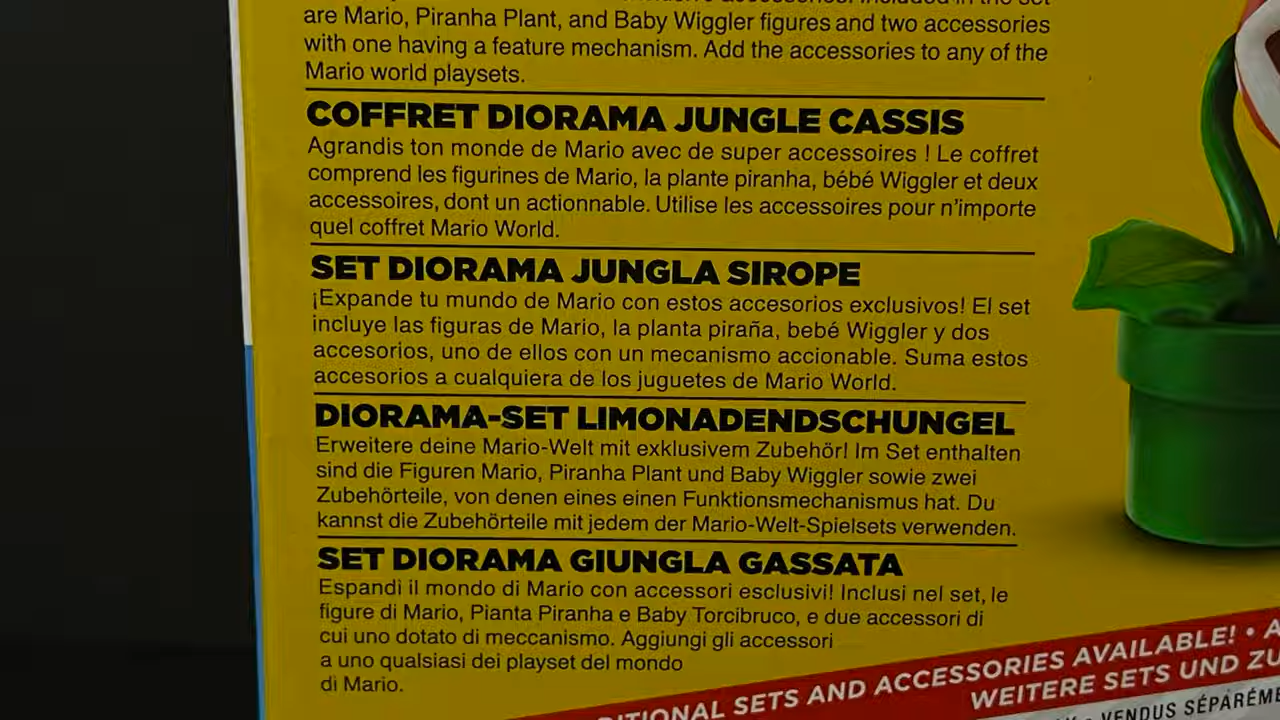 Included in the set
are Mario, Piranha Plant, and Baby Wiggler figures and two accessories
with one having a feature mechanism. Add the accessories to any of the
Mario world playsets.
COFFRET DIORAMA JUNGLE CASSIS
Agrandis ton monde de Mario avec de super accessoires ! Le coffret
comprend les figurines de Mario, la plante piranha, bébé Wiggler et deux
accessoires, dont un actionnable. Utilise les accessoires pour n'importe
quel coffret Mario World.
SET DIORAMA JUNGLA SIROPE
¡Expande tu mundo de Mario con estos accesorios exclusivos! El set
incluye las figuras de Mario, la planta piraña, bebé Wiggler y dos
accesorios, uno de ellos con un mecanismo accionable. Suma estos
accesorios a cualquiera de los juguetes de Mario World.
DIORAMA-SET LIMONADENDSCHUNGEL
Erweitere deine Mario-Welt mit exklusivem Zubehör! Im Set enthalten
sind die Figuren Mario, Piranha Plant und Baby Wiggler sowie zwei
Zubehörteile, von denen eines einen Funktionsmechanismus hat. Du
kannst die Zubehörteile mit jedem der Mario-Welt-Spielsets verwenden.
SET DIORAMA GIUNGLA GASSATA
Espandi il mondo di Mario con accessori esclusivi! Inclusi nel set, le
figure di Mario, Pianta Piranha e Baby Torcibruco, e due accessori di
cui uno dotato di meccanismo. Aggiungi gli accessori
a uno qualsiasi dei playset del mondo
di Mario.
ITIONAL SETS AND ACCESSORIES AVAILABLE! • A
WEITERE SETS UND ZU
• VENDUS SÉPARÉME